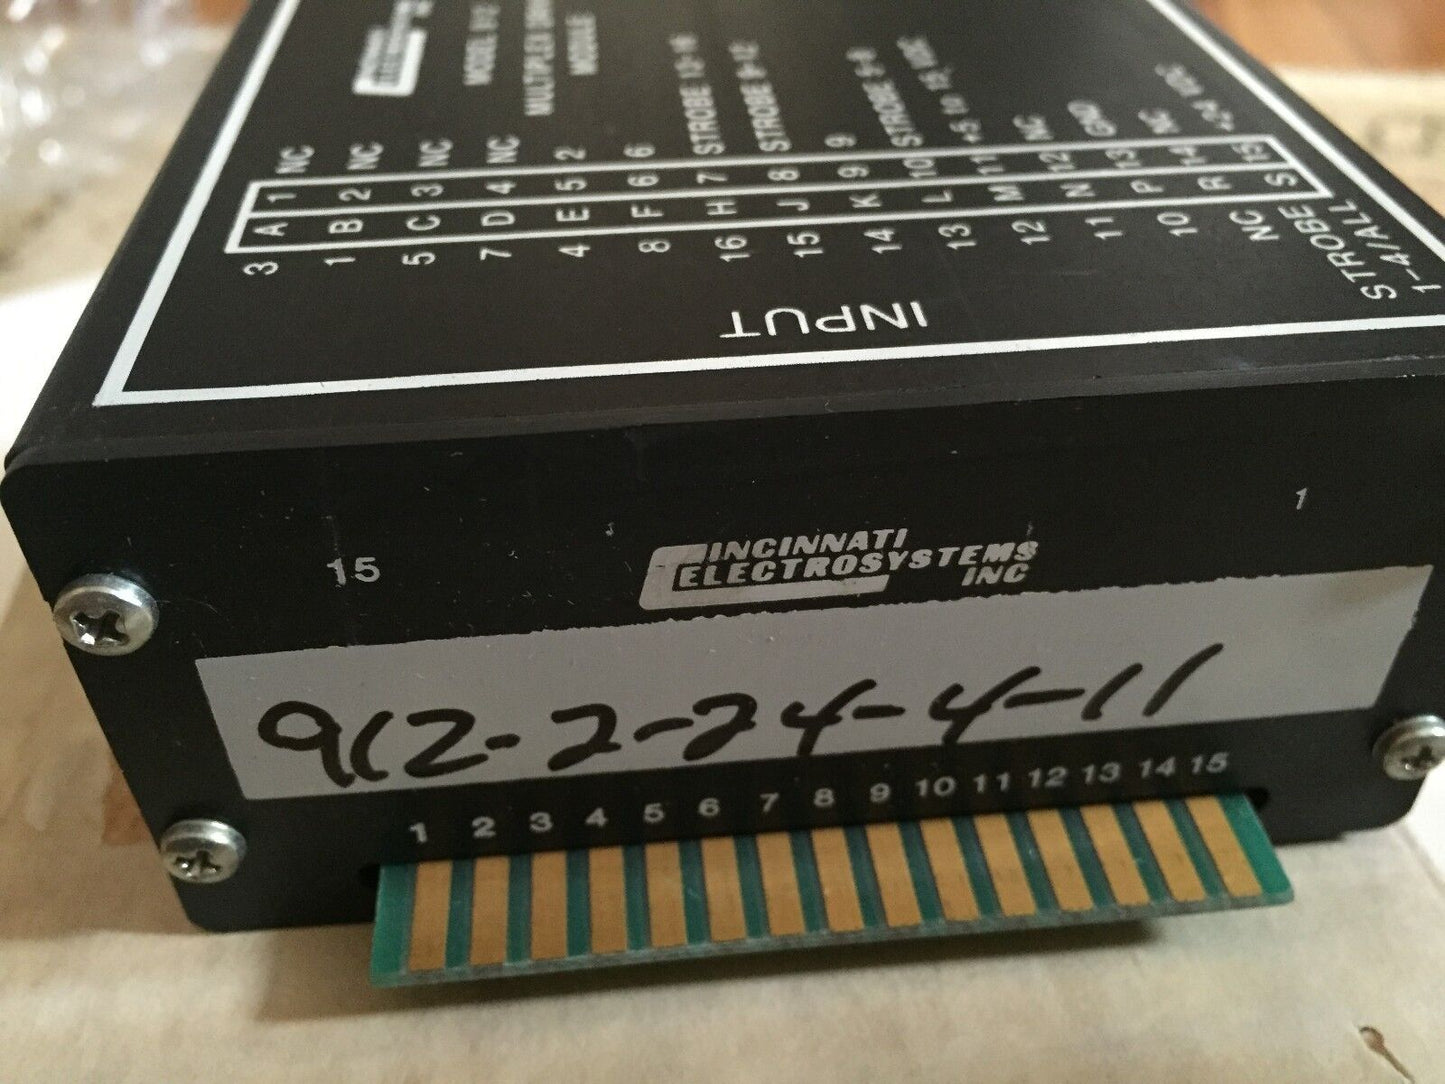 MODEL 912
MULTIPLEX DRIVER
MODULE
NC NC NC NC 2 6 STROBE 13-16 STROBE 9-12 9 STROBE 5-8 +5 to 15 VDC NC GND NC +24 VDC
1 2 3 4 5 6 7 8 9 10 11 12 13 14 15
A B C D E F H J K L M N P R S
3 1 5 7 4 8 16 15 14 13 12 11 10 NC STROBE
1-4/ALL
INPUT
15
1
CINCINNATI
ELECTROSYSTEMS
INC
912-2-24-4-11
1 2 3 4 5 6 7 8 9 10 11 12 13 14 15